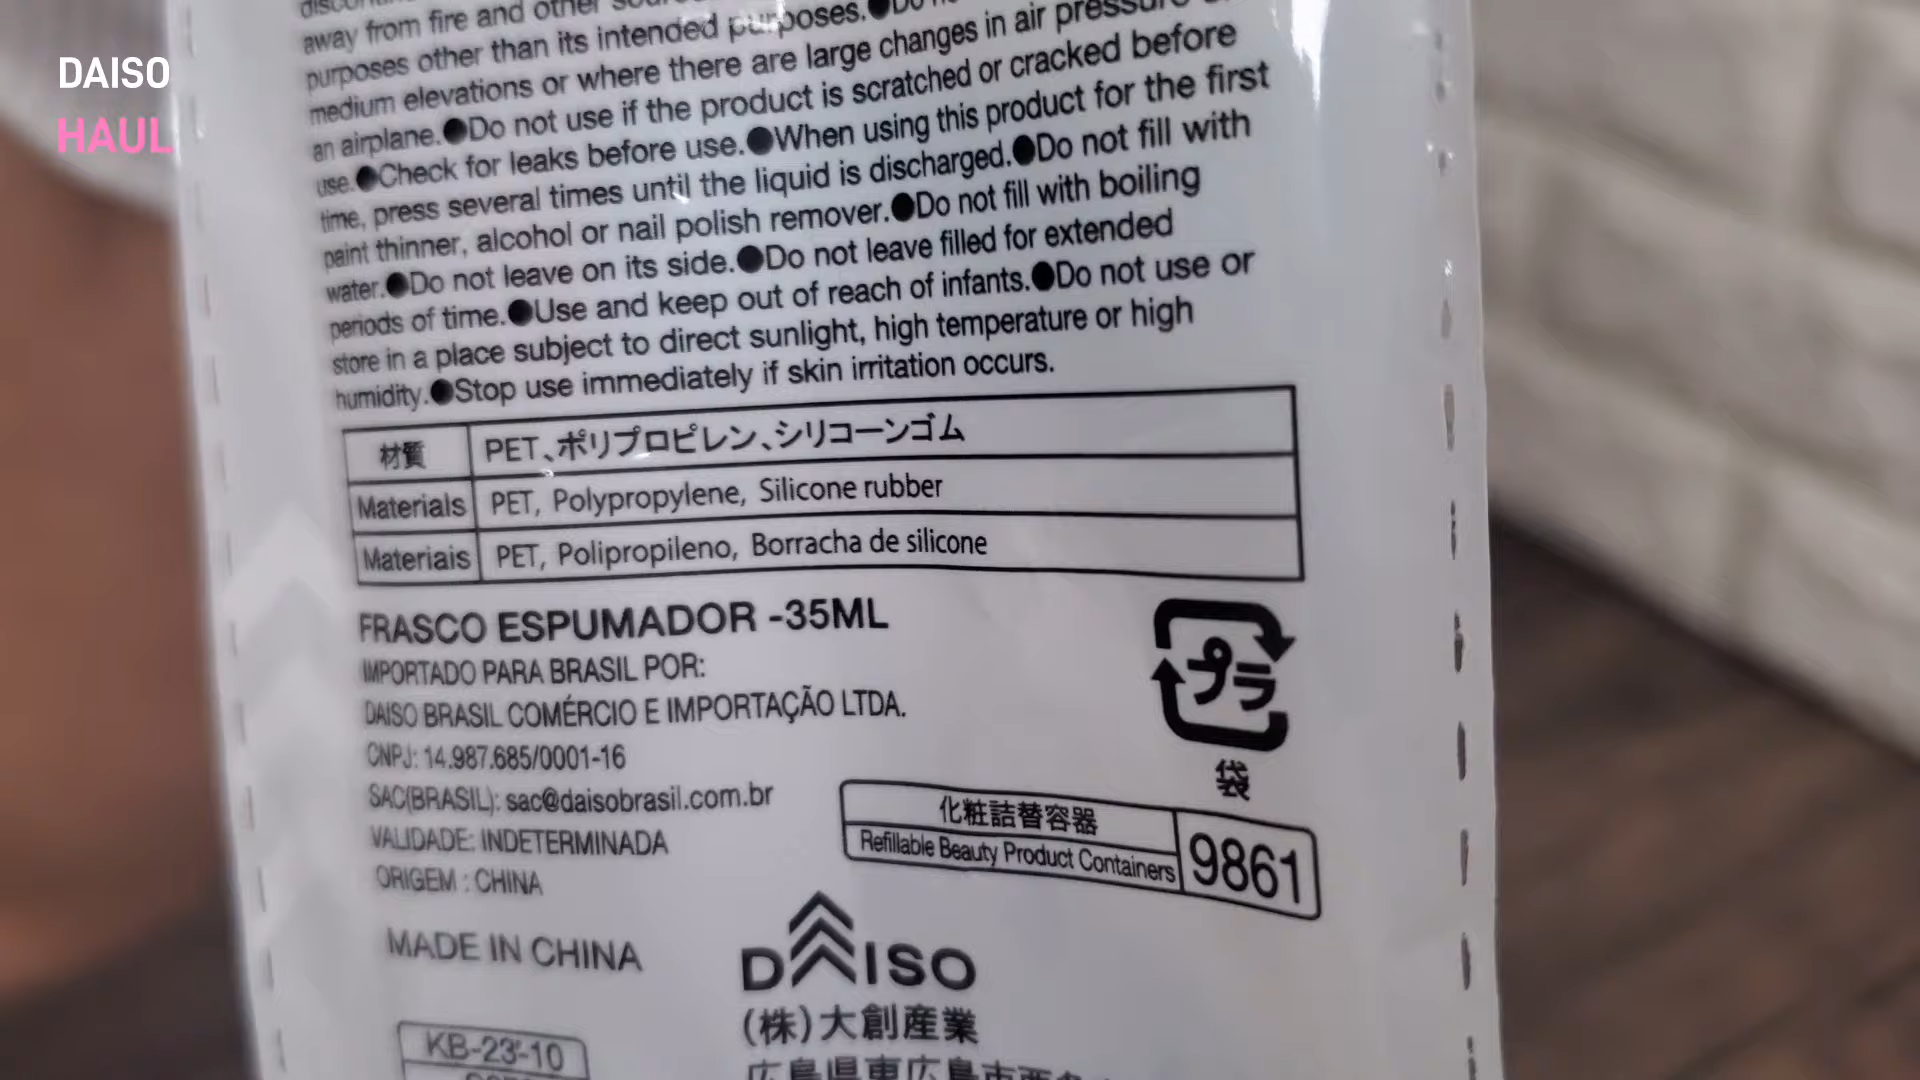 DAISO
HAUL
away from fire and other
purposes other than its intended purposes.●Do
medium elevations or where there are large changes in air pressure
an airplane.●Do not use if the product is scratched or cracked before
use.●Check for leaks before use.●When using this product for the first
time, press several times until the liquid is discharged.●Do not fill with
paint thinner, alcohol or nail polish remover.●Do not fill with boiling
water.●Do not leave on its side.●Do not leave filled for extended
periods of time.●Use and keep out of reach of infants.●Do not use or
store in a place subject to direct sunlight, high temperature or high
humidity.●Stop use immediately if skin irritation occurs.
材質 PET、ポリプロピレン、シリコーンゴム
Materials PET, Polypropylene, Silicone rubber
Materiais PET, Polipropileno, Borracha de silicone
FRASCO ESPUMADOR -35ML
IMPORTADO PARA BRASIL POR:
DAISO BRASIL COMÉRCIO E IMPORTAÇÃO LTDA.
CNPJ: 14.987.685/0001-16
SAC(BRASIL): sac@daisobrasil.com.br
VALIDADE: INDETERMINADA
ORIGEM : CHINA
プラ
袋
化粧詰替容器
Refillable Beauty Product Containers
9861
MADE IN CHINA
DAISO
(株)大創産業
広島県東広島市西
KB-23-10